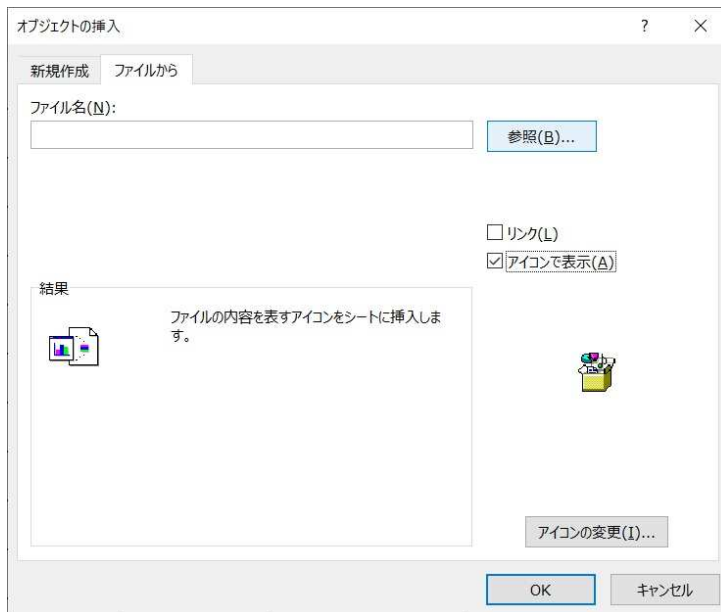 オブジェクトの挿入
?
新規作成
ファイルから
ファイル名(N):
参照(B)...
リンク(L)
アイコンで表示(A)
結果
ファイルの内容を表すアイコンをシートに挿入しま
す。
アイコンの変更(I)...
OK
キャンセル